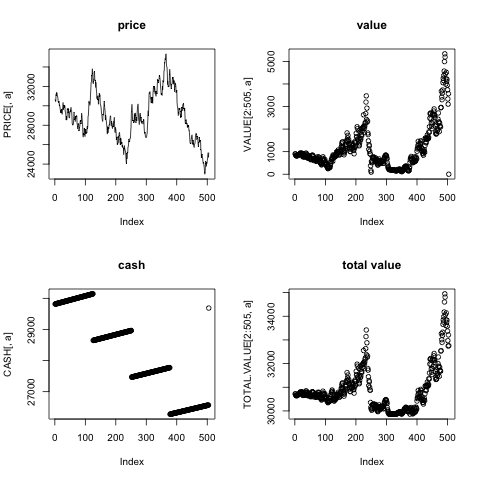 price
PRICE[, a]
24000 28000 32000
0 100 200 300 400 500
Index
value
VALUE[2:505, a]
0 1000 3000 5000
0 100 200 300 400 500
Index
cash
CASH[, a]
27000 29000
0 100 200 300 400 500
Index
total value
TOTAL.VALUE[2:505, a]
30000 32000 34000
0 100 200 300 400 500
Index